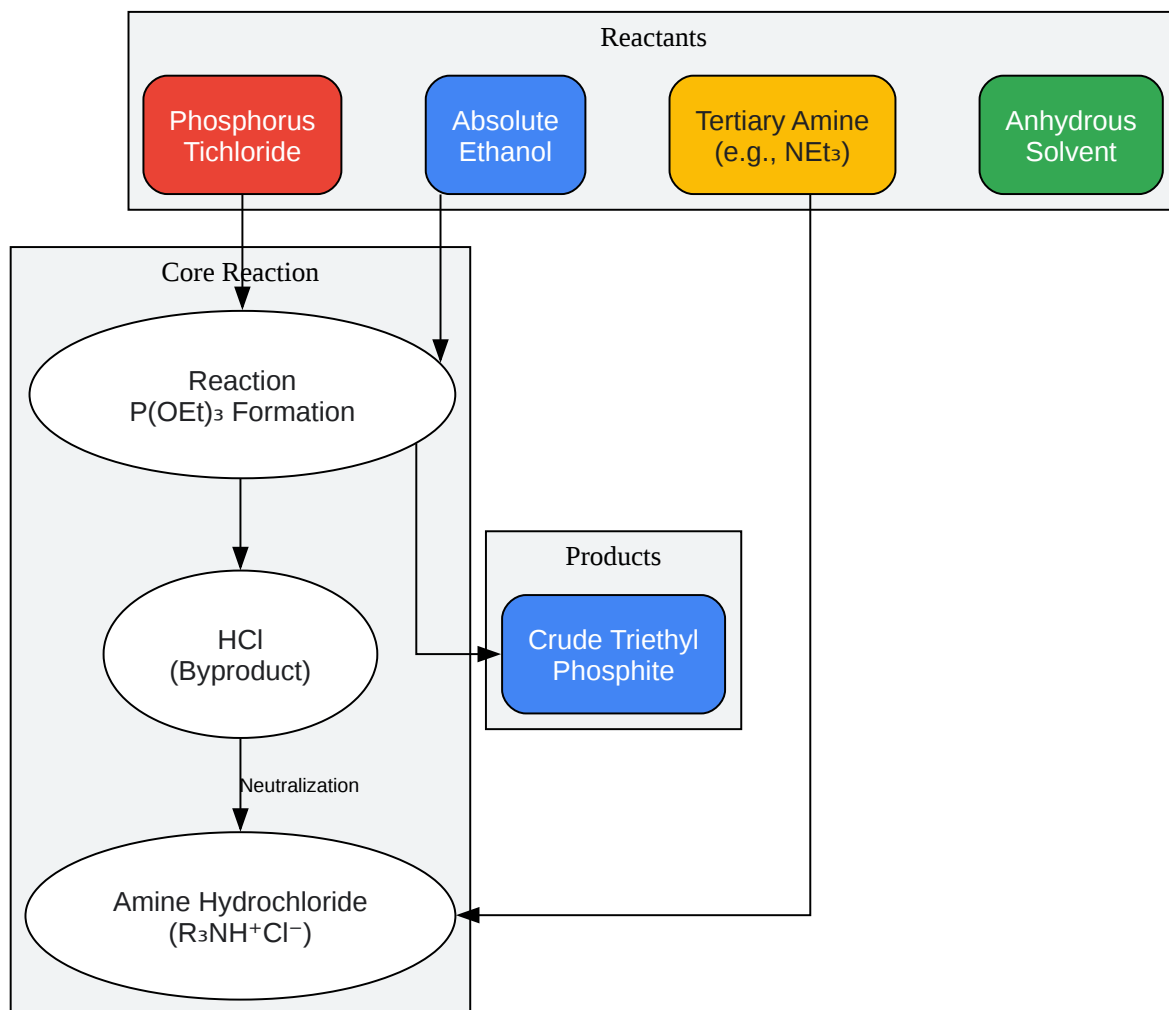 Reactants
Phosphorus
Tichloride
Absolute
Ethanol
Tertiary Amine
(e.g., NEt₃)
Anhydrous
Solvent
Core Reaction
Reaction
P(OEt)₃ Formation
HCl
(Byproduct)
Products
Crude Triethyl
Phosphite
Neutralization
Amine Hydrochloride
(R₃NH⁺Cl⁻)